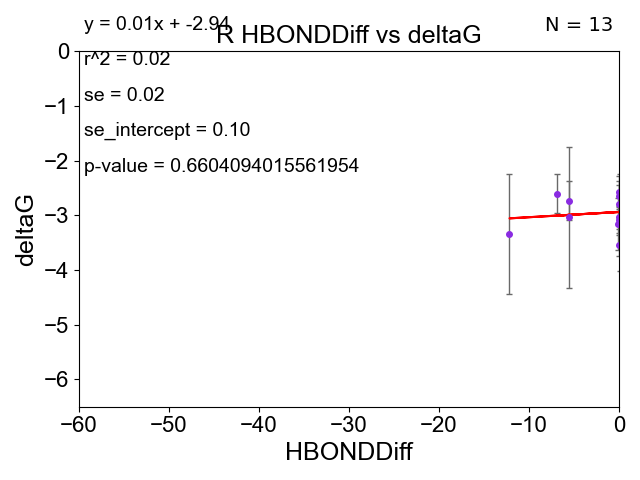 y = 0.01x + -2.94
N = 13
R HBONDDiff vs deltaG
r^2 = 0.02
se = 0.02
se_intercept = 0.10
p-value = 0.6604094015561954
deltaG
0
−1
−2
−3
−4
−5
−6
−60 −50 −40 −30 −20 −10 0
HBONDDiff